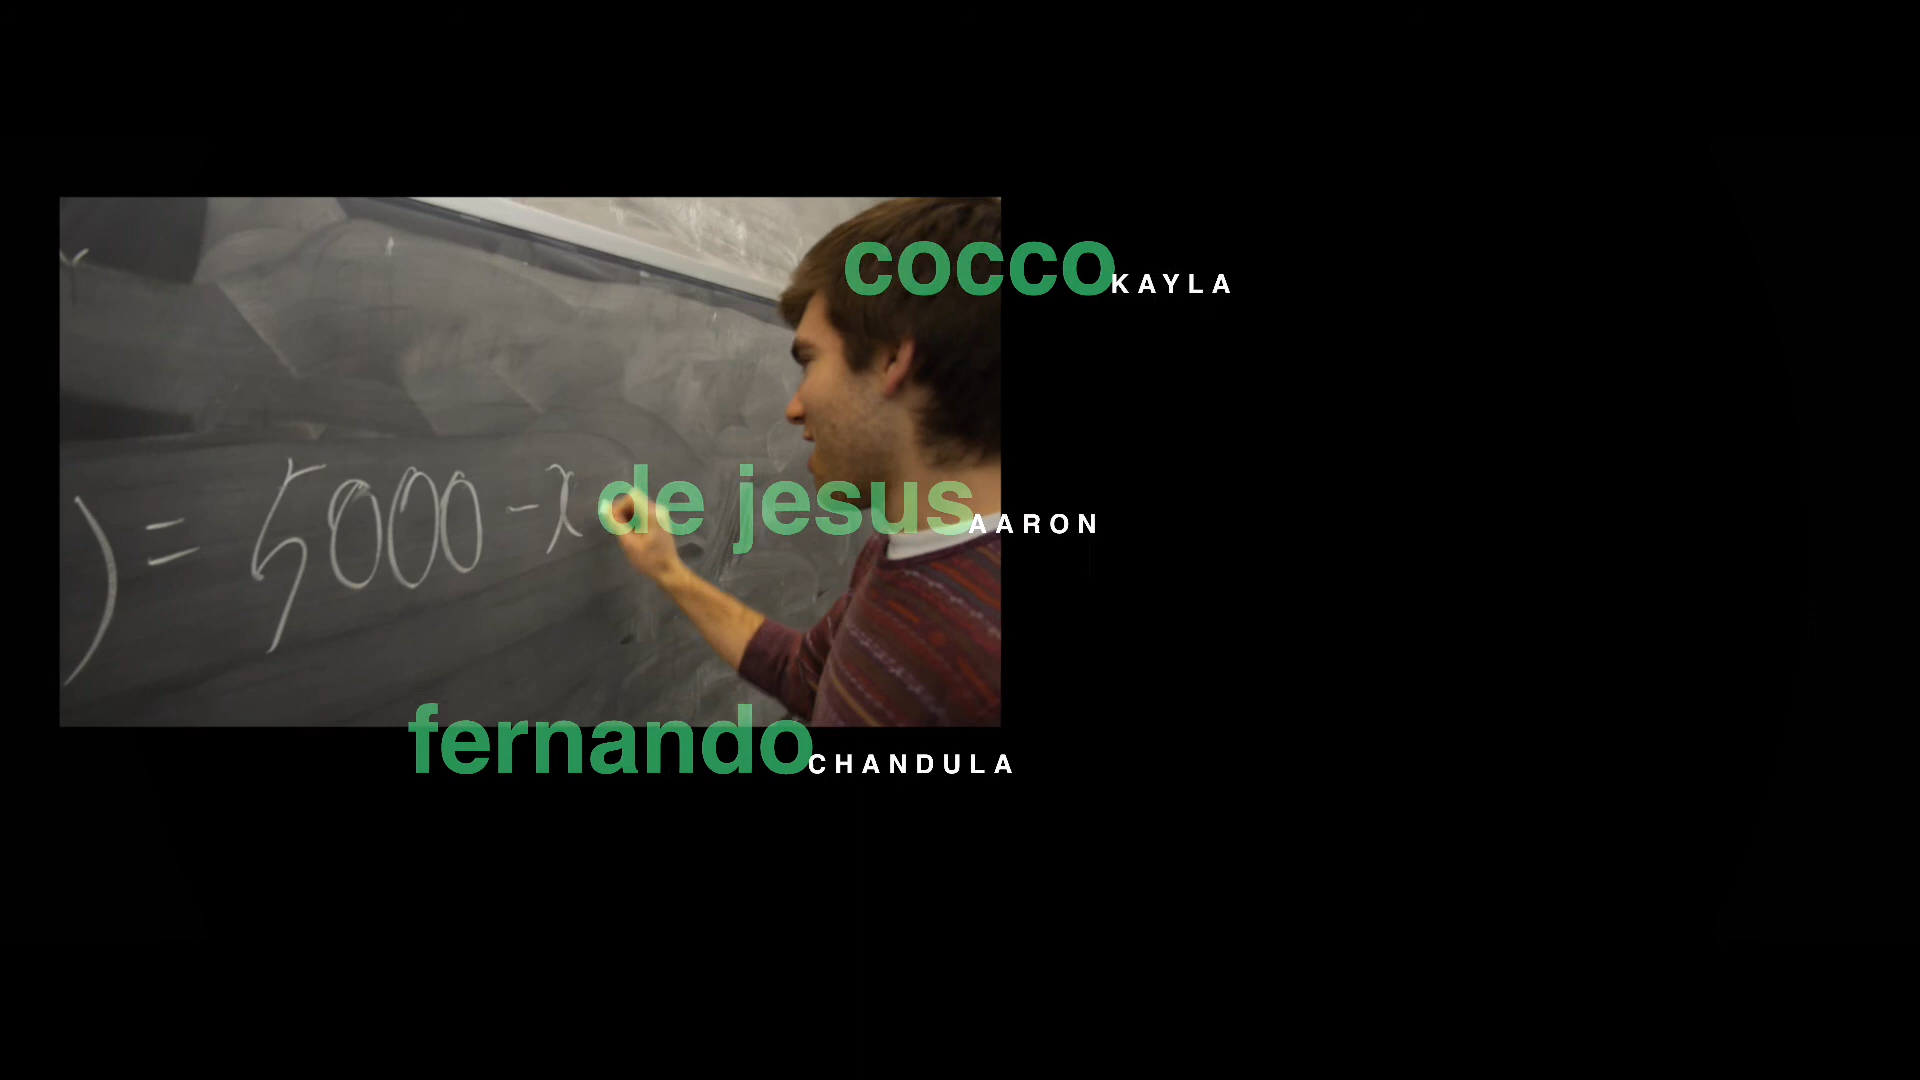 cocco KAYLA
) = 5000 - x
de jesus AARON
fernando CHANDULA